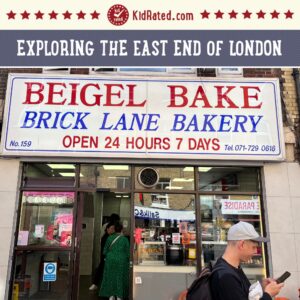 KidRated.com
EXPLORING THE EAST END OF LONDON
BEIGEL BAKE
BRICK LANE BAKERY
No.159
OPEN 24 HOURS 7 DAYS
Tel. 071-729 0616
PARADISE